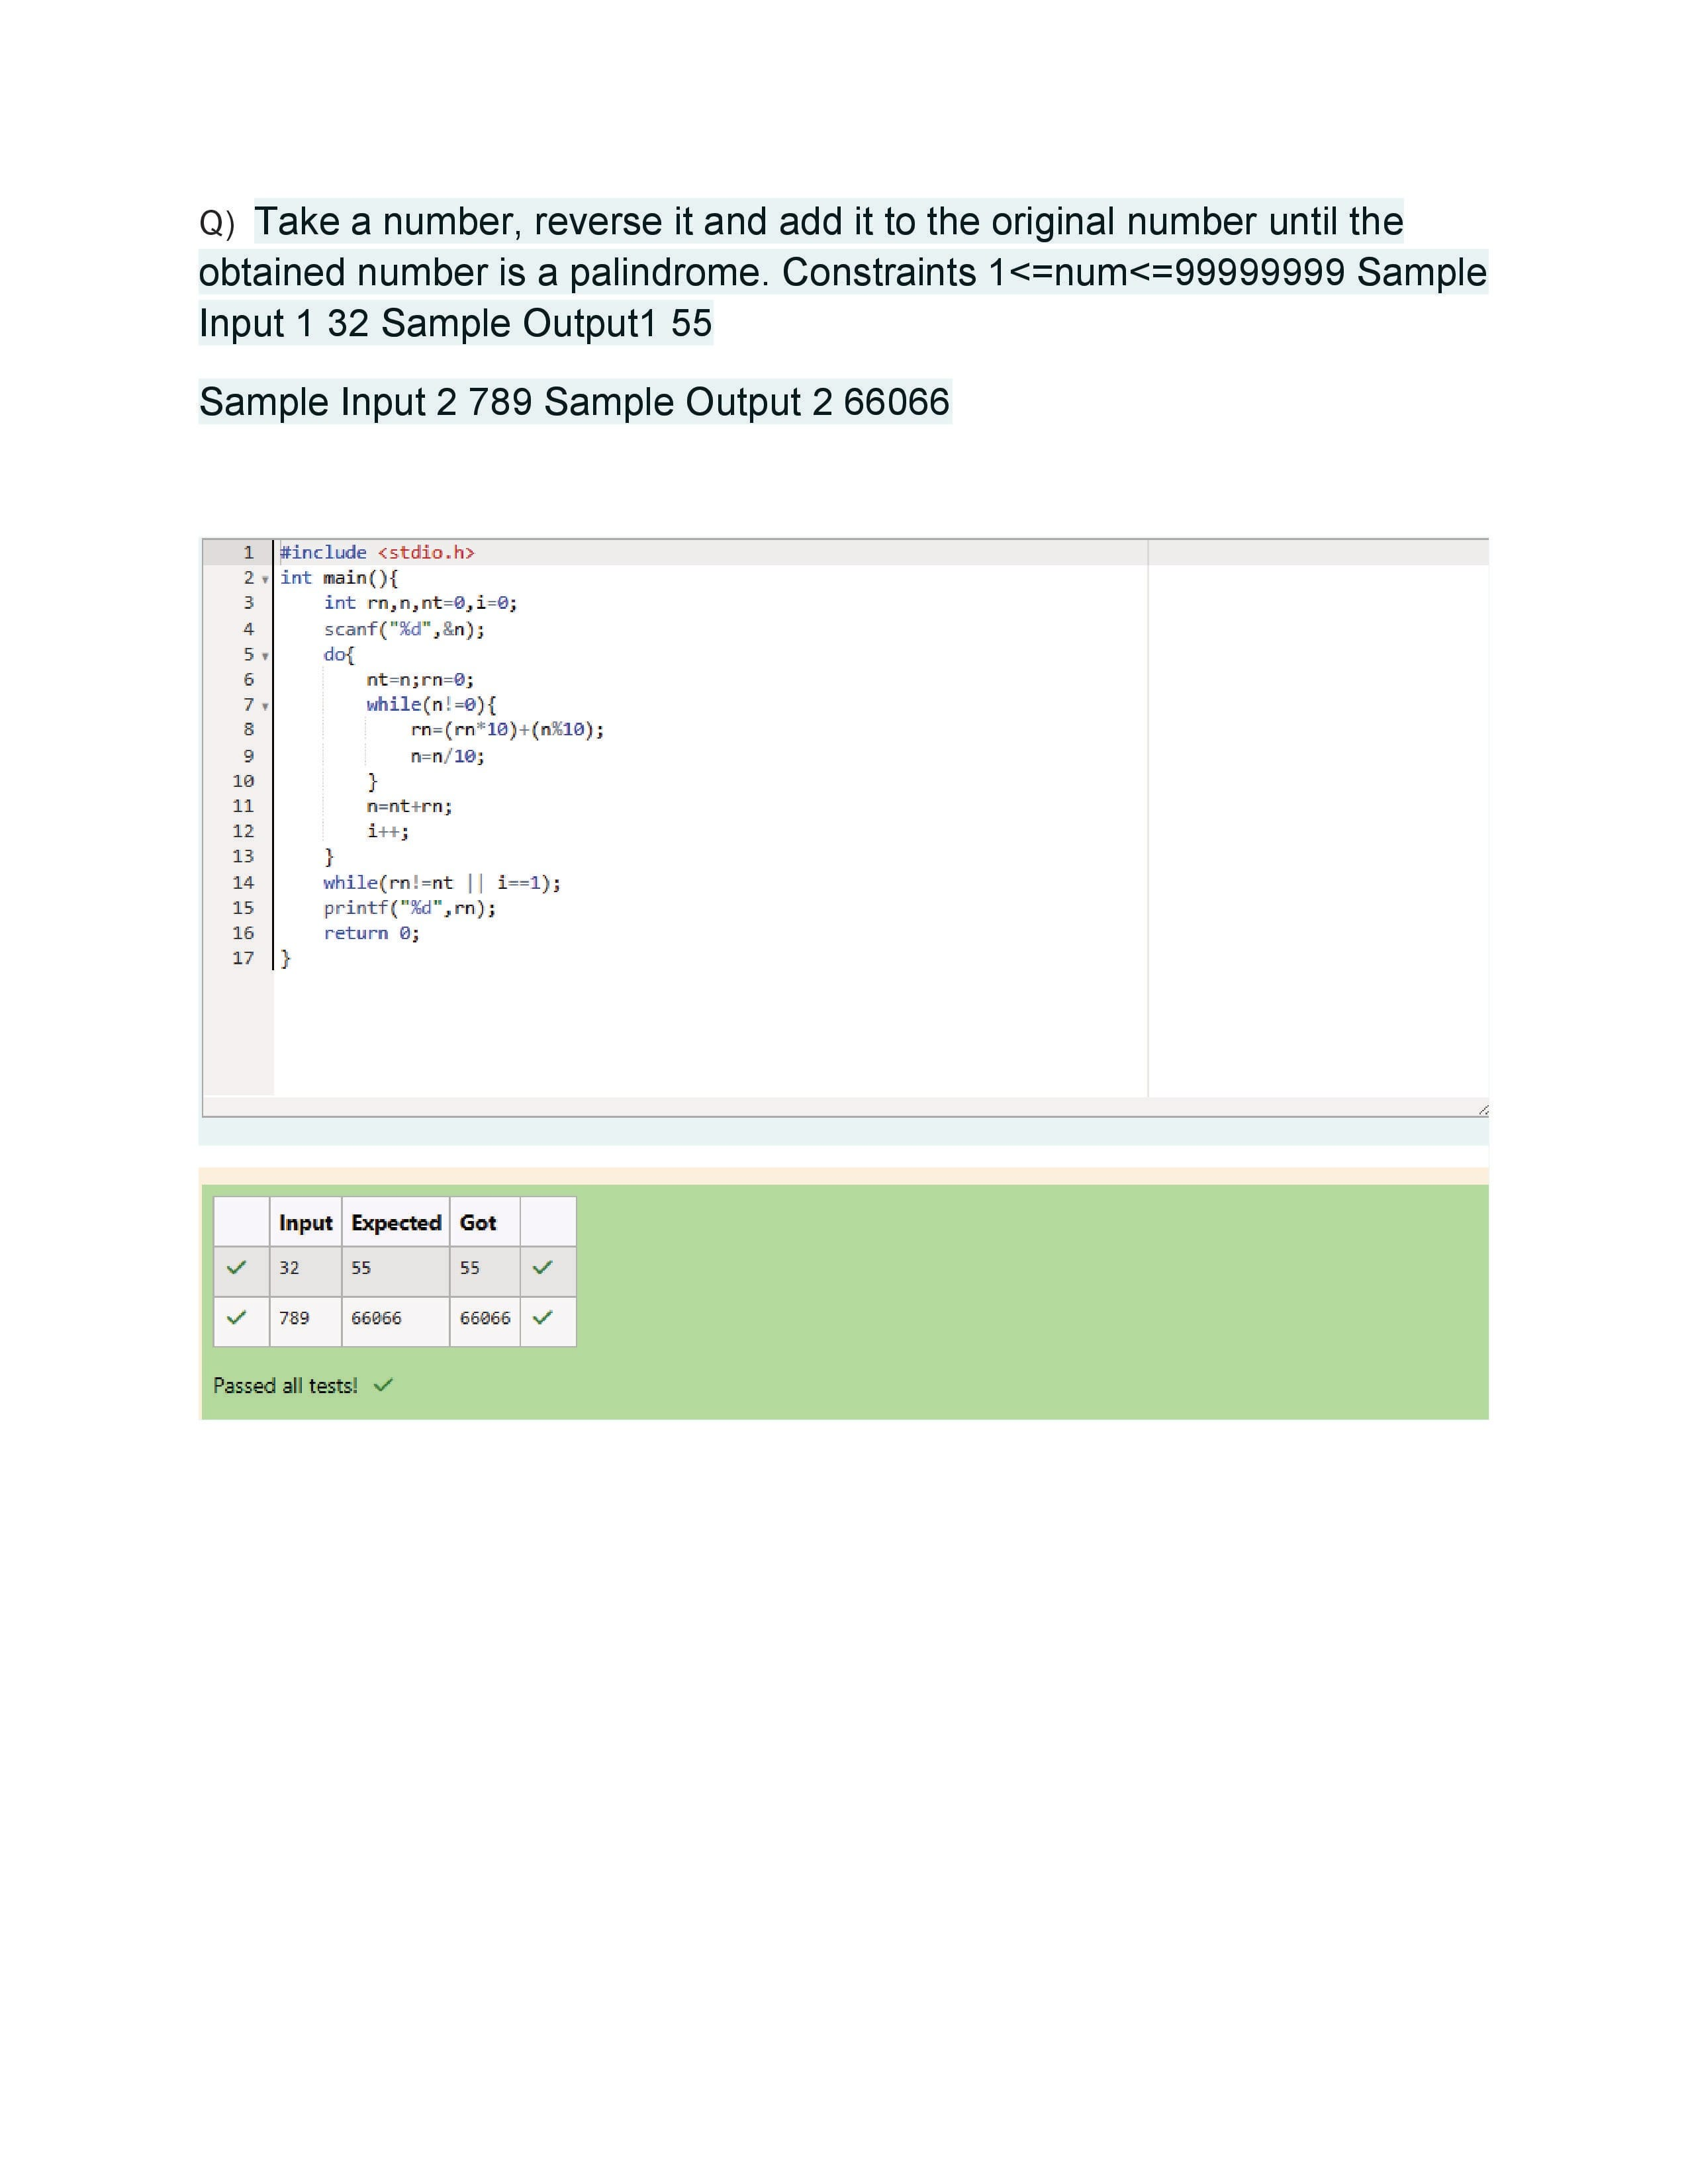 Q) Take a number, reverse it and add it to the original number until the
obtained number is a palindrome. Constraints 1<=num<=99999999 Sample
Input 1 32 Sample Output1 55
Sample Input 2 789 Sample Output 2 66066
1 #include <stdio.h>
2 int main(){
3 int rn,n,nt=0,i=0;
4 scanf("%d",&n);
5 do{
6 nt=n;rn=0;
7 while(n!=0){
8 rn=(rn*10)+(n%10);
9 n=n/10;
10 }
11 n=nt+rn;
12 i++;
13 }
14 while(rn!=nt || i==1);
15 printf("%d",rn);
16 return 0;
17 }
Input Expected Got
32 55 55
789 66066 66066
Passed all tests!